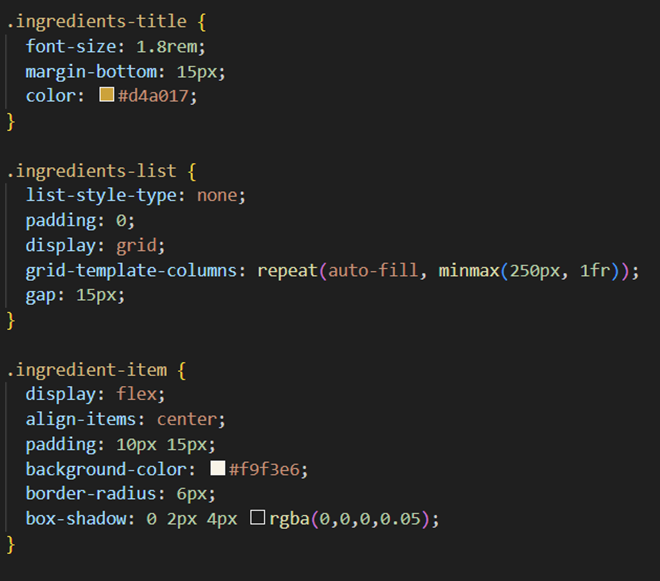 .ingredients-title {
  font-size: 1.8rem;
  margin-bottom: 15px;
  color: #d4a017;
}

.ingredients-list {
  list-style-type: none;
  padding: 0;
  display: grid;
  grid-template-columns: repeat(auto-fill, minmax(250px, 1fr));
  gap: 15px;
}

.ingredient-item {
  display: flex;
  align-items: center;
  padding: 10px 15px;
  background-color: #f9f3e6;
  border-radius: 6px;
  box-shadow: 0 2px 4px rgba(0,0,0,0.05);
}